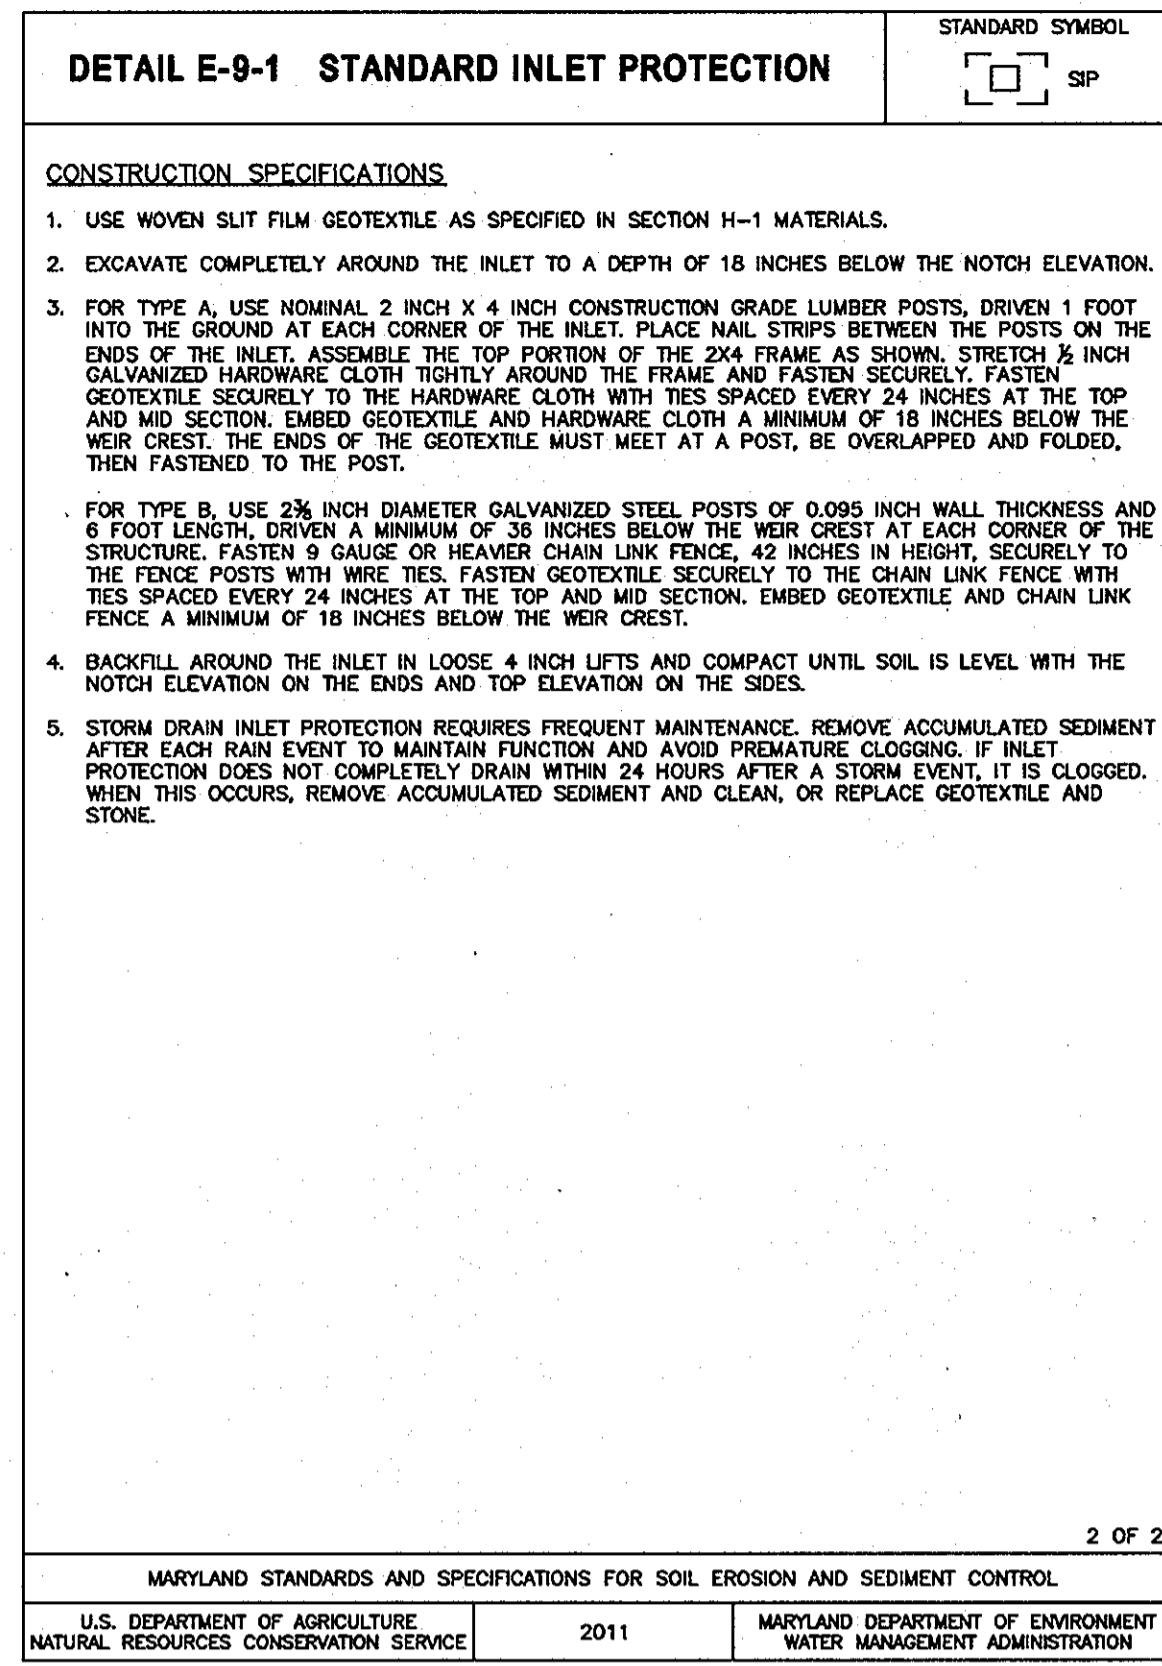 DETAIL E-9-1 STANDARD INLET PROTECTION
STANDARD SYMBOL
SIP
CONSTRUCTION SPECIFICATIONS
1. USE WOVEN SLIT FILM GEOTEXTILE AS SPECIFIED IN SECTION H-1 MATERIALS.
2. EXCAVATE COMPLETELY AROUND THE INLET TO A DEPTH OF 18 INCHES BELOW THE NOTCH ELEVATION.
3. FOR TYPE A, USE NOMINAL 2 INCH X 4 INCH CONSTRUCTION GRADE LUMBER POSTS, DRIVEN 1 FOOT
INTO THE GROUND AT EACH CORNER OF THE INLET. PLACE NAIL STRIPS BETWEEN THE POSTS ON THE
ENDS OF THE INLET. ASSEMBLE THE TOP PORTION OF THE 2X4 FRAME AS SHOWN. STRETCH ½ INCH
GALVANIZED HARDWARE CLOTH TIGHTLY AROUND THE FRAME AND FASTEN SECURELY. FASTEN
GEOTEXTILE SECURELY TO THE HARDWARE CLOTH WITH TIES SPACED EVERY 24 INCHES AT THE TOP
AND MID SECTION. EMBED GEOTEXTILE AND HARDWARE CLOTH A MINIMUM OF 18 INCHES BELOW THE
WEIR CREST. THE ENDS OF THE GEOTEXTILE MUST MEET AT A POST, BE OVERLAPPED AND FOLDED,
THEN FASTENED TO THE POST.
FOR TYPE B, USE 2⅜ INCH DIAMETER GALVANIZED STEEL POSTS OF 0.095 INCH WALL THICKNESS AND
6 FOOT LENGTH, DRIVEN A MINIMUM OF 36 INCHES BELOW THE WEIR CREST AT EACH CORNER OF THE
STRUCTURE. FASTEN 9 GAUGE OR HEAVIER CHAIN LINK FENCE, 42 INCHES IN HEIGHT, SECURELY TO
THE FENCE POSTS WITH WIRE TIES. FASTEN GEOTEXTILE SECURELY TO THE CHAIN LINK FENCE WITH
TIES SPACED EVERY 24 INCHES AT THE TOP AND MID SECTION. EMBED GEOTEXTILE AND CHAIN LINK
FENCE A MINIMUM OF 18 INCHES BELOW THE WEIR CREST.
4. BACKFILL AROUND THE INLET IN LOOSE 4 INCH LIFTS AND COMPACT UNTIL SOIL IS LEVEL WITH THE
NOTCH ELEVATION ON THE ENDS AND TOP ELEVATION ON THE SIDES.
5. STORM DRAIN INLET PROTECTION REQUIRES FREQUENT MAINTENANCE. REMOVE ACCUMULATED SEDIMENT
AFTER EACH RAIN EVENT TO MAINTAIN FUNCTION AND AVOID PREMATURE CLOGGING. IF INLET
PROTECTION DOES NOT COMPLETELY DRAIN WITHIN 24 HOURS AFTER A STORM EVENT, IT IS CLOGGED.
WHEN THIS OCCURS, REMOVE ACCUMULATED SEDIMENT AND CLEAN, OR REPLACE GEOTEXTILE AND
STONE.
2 OF 2
MARYLAND STANDARDS AND SPECIFICATIONS FOR SOIL EROSION AND SEDIMENT CONTROL
U.S. DEPARTMENT OF AGRICULTURE
NATURAL RESOURCES CONSERVATION SERVICE
2011
MARYLAND DEPARTMENT OF ENVIRONMENT
WATER MANAGEMENT ADMINISTRATION